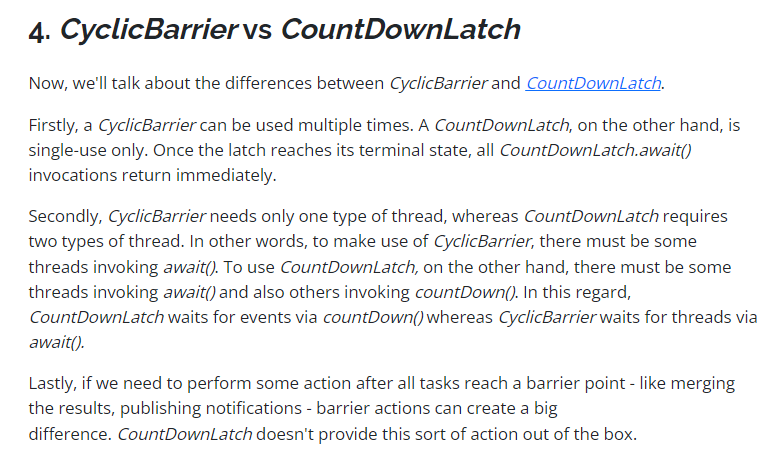 4. CyclicBarrier vs CountDownLatch
Now, we'll talk about the differences between CyclicBarrier and CountDownLatch.
Firstly, a CyclicBarrier can be used multiple times. A CountDownLatch, on the other hand, is
single-use only. Once the latch reaches its terminal state, all CountDownLatch.await()
invocations return immediately.
Secondly, CyclicBarrier needs only one type of thread, whereas CountDownLatch requires
two types of thread. In other words, to make use of CyclicBarrier, there must be some
threads invoking await(). To use CountDownLatch, on the other hand, there must be some
threads invoking await() and also others invoking countDown(). In this regard,
CountDownLatch waits for events via countDown() whereas CyclicBarrier waits for threads via
await().
Lastly, if we need to perform some action after all tasks reach a barrier point - like merging
the results, publishing notifications - barrier actions can create a big
difference. CountDownLatch doesn't provide this sort of action out of the box.